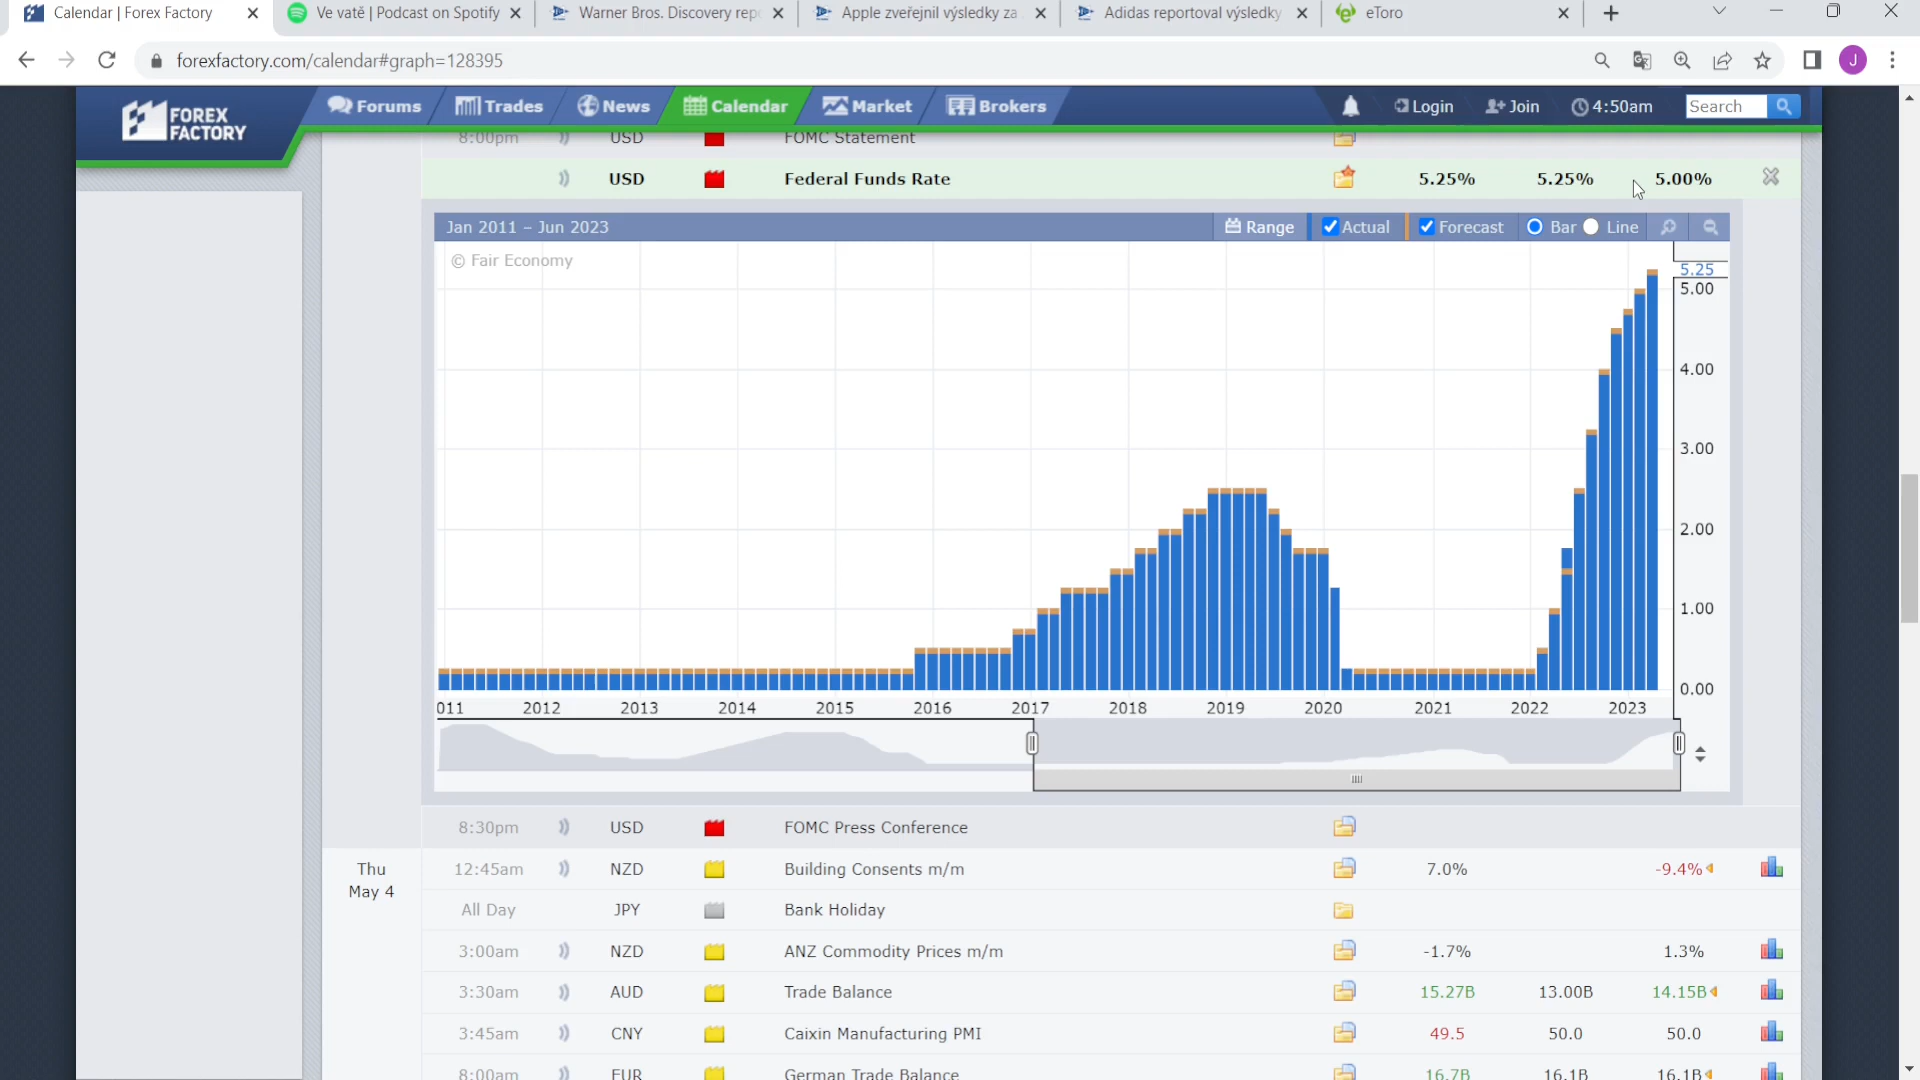 Calendar | Forex Factory
Ve vatě | Podcast on Spotify
Warner Bros. Discovery rep
Apple zveřejnil výsledky za
Adidas reportoval výsledky
eToro
forexfactory.com/calendar#graph=128395
J
FOREX FACTORY
Forums
Trades
News
Calendar
Market
Brokers
Login
Join
4:50am
Search
8:00pm USD FOMC Statement
USD Federal Funds Rate 5.25% 5.25% 5.00%
Jan 2011 – Jun 2023
Range
Actual
Forecast
Bar
Line
© Fair Economy
5.25
5.00
4.00
3.00
2.00
1.00
0.00
011 2012 2013 2014 2015 2016 2017 2018 2019 2020 2021 2022 2023
8:30pm USD FOMC Press Conference
Thu
May 4
12:45am NZD Building Consents m/m 7.0% -9.4%
All Day JPY Bank Holiday
3:00am NZD ANZ Commodity Prices m/m -1.7% 1.3%
3:30am AUD Trade Balance 15.27B 13.00B 14.15B
3:45am CNY Caixin Manufacturing PMI 49.5 50.0 50.0
8:00am EUR German Trade Balance 16.7B 16.1B 16.1B